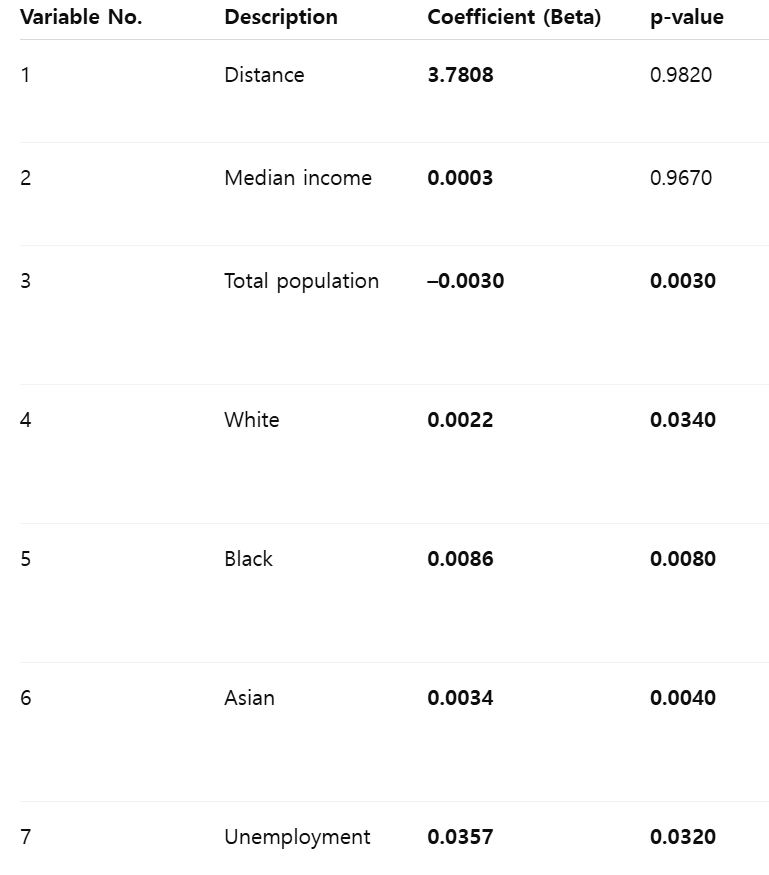 Variable No. Description Coefficient (Beta) p-value
1 Distance 3.7808 0.9820
2 Median income 0.0003 0.9670
3 Total population –0.0030 0.0030
4 White 0.0022 0.0340
5 Black 0.0086 0.0080
6 Asian 0.0034 0.0040
7 Unemployment 0.0357 0.0320